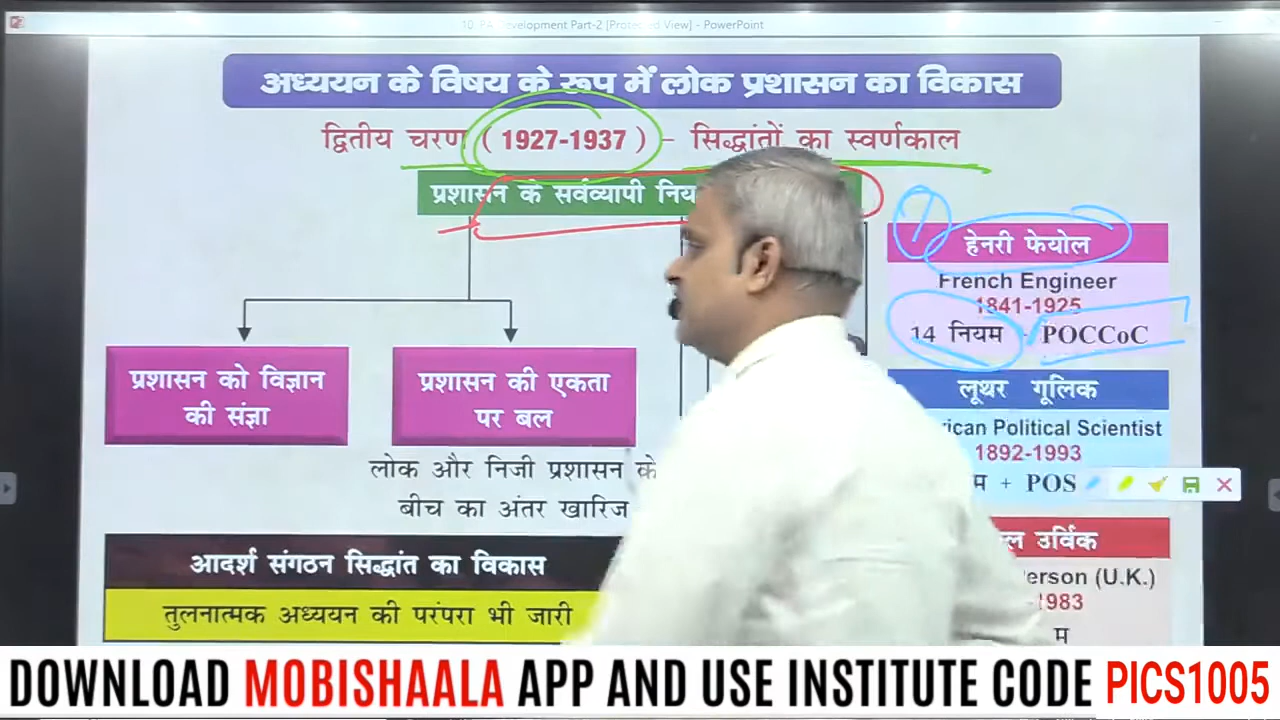 10. PA Development Part-2 [Protected View] - PowerPoint
अध्ययन के विषय के रूप में लोक प्रशासन का विकास
द्वितीय चरण ( 1927-1937 ) - सिद्धांतों का स्वर्णकाल
प्रशासन के सर्वव्यापी
1
हेनरी फेयोल
French Engineer
1841-1925
14 नियम - POCCoC
प्रशासन को विज्ञान
की संज्ञा
प्रशासन की एकता
पर बल
लोक और निजी प्रशासन के
बीच का अंतर खारिज
लूथर गूलिक
Political Scientist
1892-1993
+ POS
आदर्श संगठन सिद्धांत का विकास
तुलनात्मक अध्ययन की परंपरा भी जारी
उर्विक
(U.K.)
1983
DOWNLOAD MOBISHAALA APP AND USE INSTITUTE CODE PICS1005